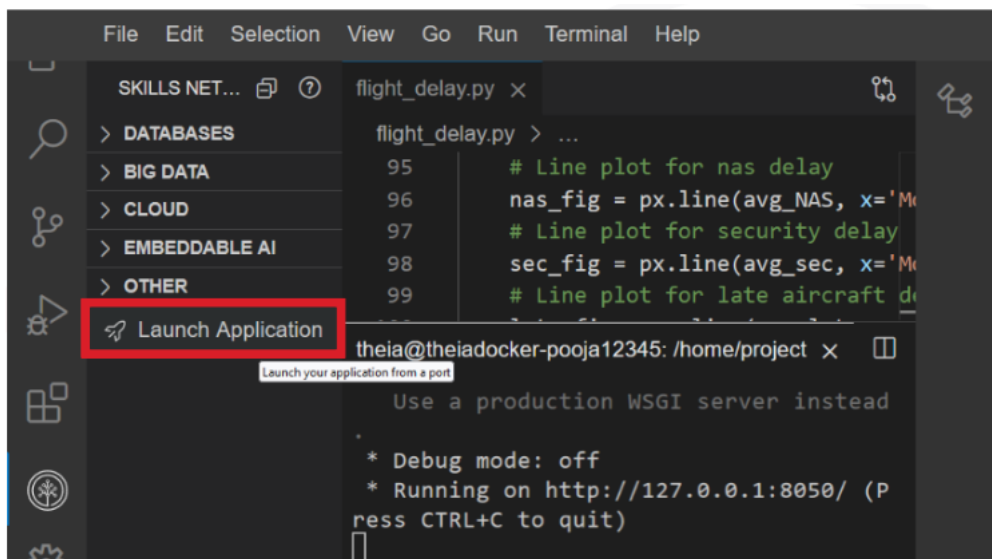 File Edit Selection View Go Run Terminal Help
SKILLS NET...
DATABASES
BIG DATA
CLOUD
EMBEDDABLE AI
OTHER
Launch Application
Launch your application from a port
flight_delay.py ×
flight_delay.py > ...
95 # Line plot for nas delay
96 nas_fig = px.line(avg_NAS, x='Mo
97 # Line plot for security delay
98 sec_fig = px.line(avg_sec, x='Mo
99 # Line plot for late aircraft de
theia@theiadocker-pooja12345: /home/project ×
Use a production WSGI server instead
.
* Debug mode: off
* Running on http://127.0.0.1:8050/ (P
ress CTRL+C to quit)